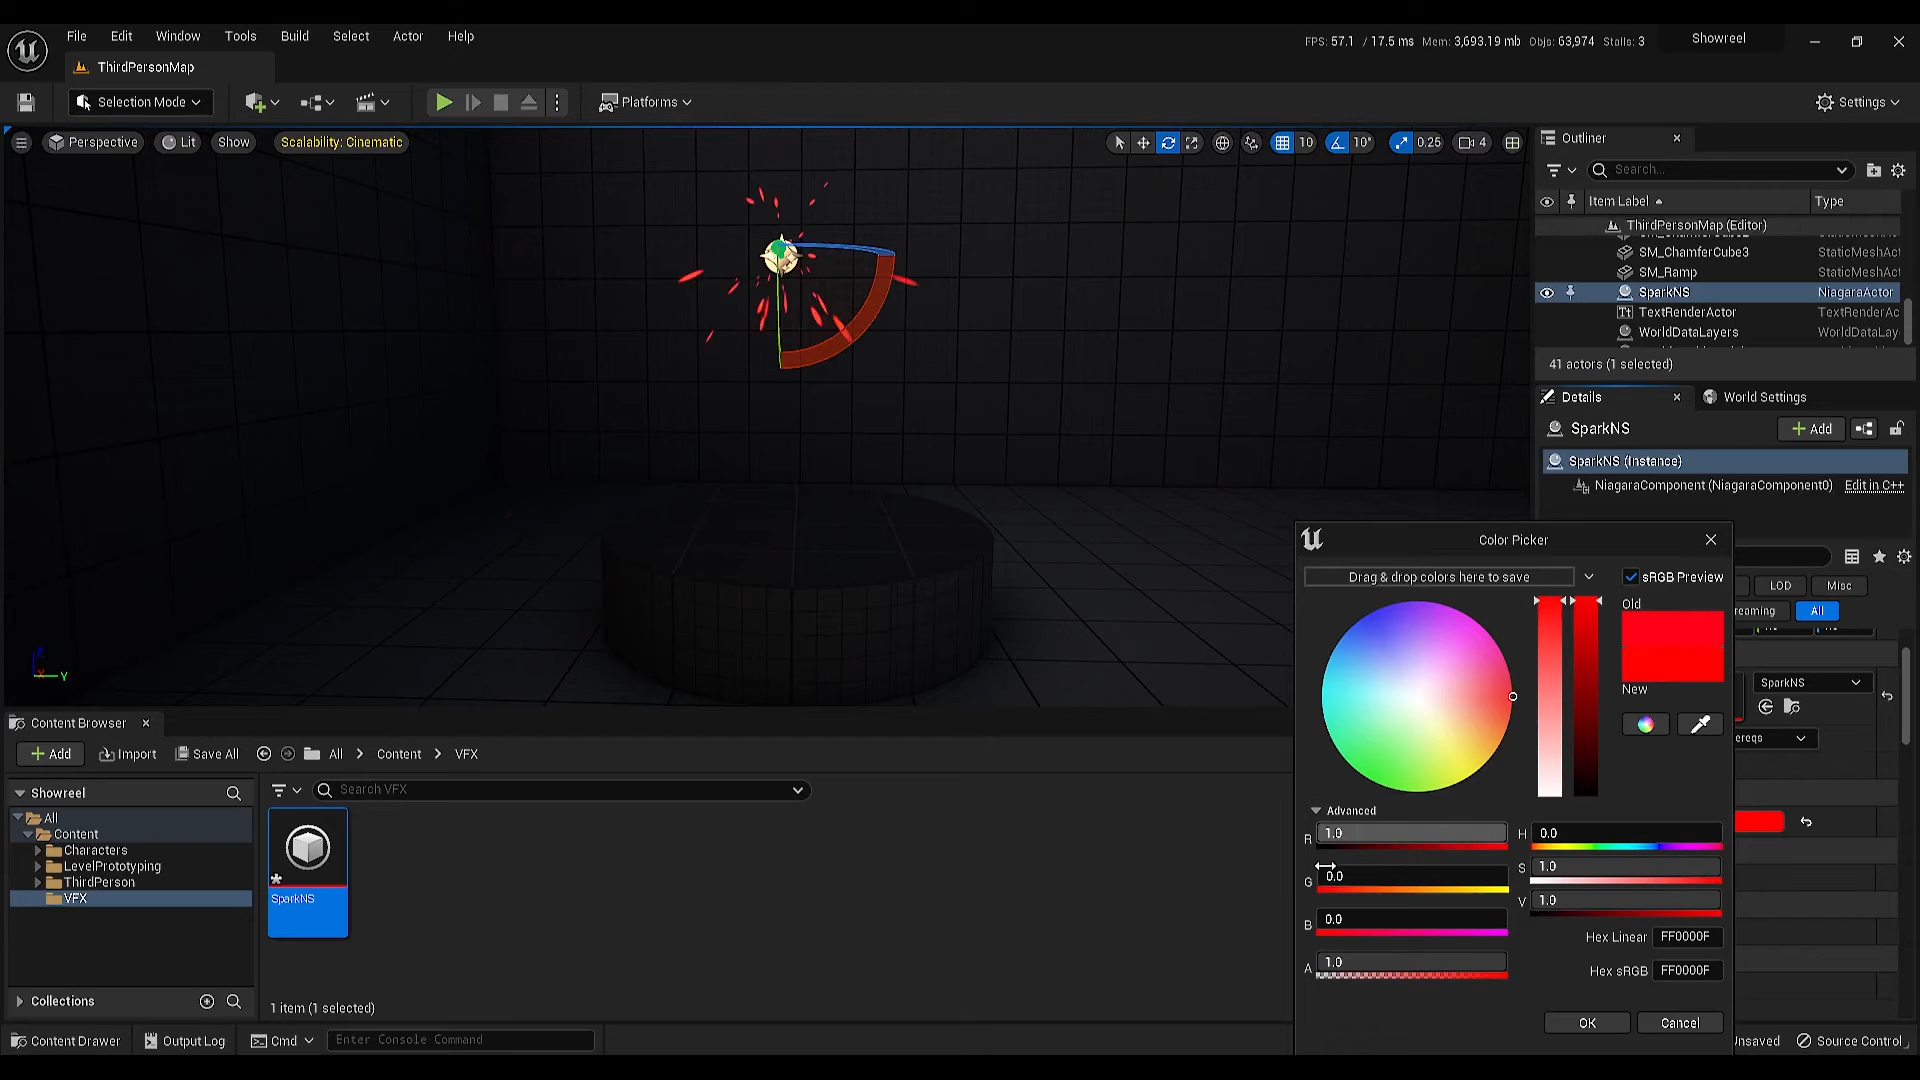 File Edit Window Tools Build Select Actor Help
FPS: 57.1 / 17.5 ms Mem: 3,693.19 mb Objs: 63,974 Stalls: 3
Showreel
ThirdPersonMap
Selection Mode
Platforms
Settings
Perspective Lit Show Scalability: Cinematic
10 10° 0.25 4
Outliner
Search...
Item Label Type
ThirdPersonMap (Editor)
SM_ChamferCube3 StaticMeshAct
SM_Ramp StaticMeshAct
SparkNS NiagaraActor
TextRenderActor TextRenderAc
WorldDataLayers WorldDataLay
41 actors (1 selected)
Details World Settings
SparkNS Add
SparkNS (Instance)
NiagaraComponent (NiagaraComponent0) Edit in C++
LOD Misc
reaming All
SparkNS
ereqs
Color Picker
Drag & drop colors here to save
sRGB Preview
Old
New
Advanced
R 1.0
G 0.0
B 0.0
A 1.0
H 0.0
S 1.0
V 1.0
Hex Linear FF0000F
Hex sRGB FF0000F
OK Cancel
Y
Content Browser
Add Import Save All All Content VFX
Showreel
Search VFX
All
Content
Characters
LevelPrototyping
ThirdPerson
VFX
SparkNS
Collections
1 item (1 selected)
Content Drawer Output Log Cmd Enter Console Command
nsaved Source Control